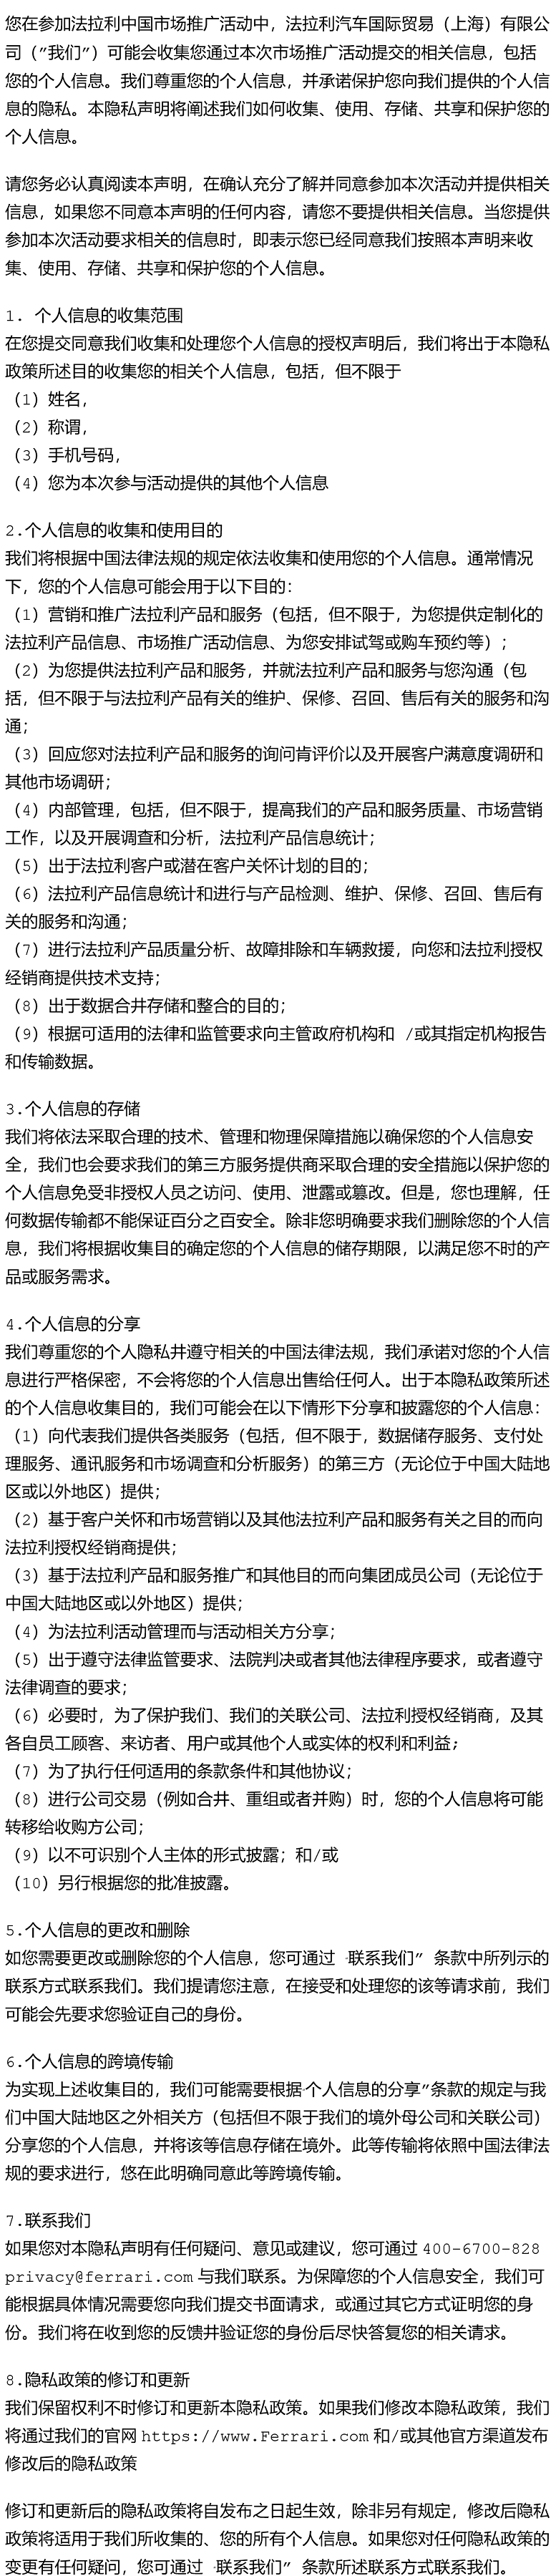 您在参加法拉利中国市场推广活动中，法拉利汽车国际贸易（上海）有限公
司（”我们”）可能会收集您通过本次市场推广活动提交的相关信息，包括
您的个人信息。我们尊重您的个人信息，并承诺保护您向我们提供的个人信
息的隐私。本隐私声明将阐述我们如何收集、使用、存储、共享和保护您的
个人信息。
请您务必认真阅读本声明，在确认充分了解并同意参加本次活动并提供相关
信息，如果您不同意本声明的任何内容，请您不要提供相关信息。当您提供
参加本次活动要求相关的信息时，即表示您已经同意我们按照本声明来收
集、使用、存储、共享和保护您的个人信息。
1. 个人信息的收集范围
在您提交同意我们收集和处理您个人信息的授权声明后，我们将出于本隐私
政策所述目的收集您的相关个人信息，包括，但不限于
（1）姓名，
（2）称谓，
（3）手机号码，
（4）您为本次参与活动提供的其他个人信息
2.个人信息的收集和使用目的
我们将根据中国法律法规的规定依法收集和使用您的个人信息。通常情况
下，您的个人信息可能会用于以下目的：
（1）营销和推广法拉利产品和服务（包括，但不限于，为您提供定制化的
法拉利产品信息、市场推广活动信息、为您安排试驾或购车预约等）；
（2）为您提供法拉利产品和服务，并就法拉利产品和服务与您沟通（包
括，但不限于与法拉利产品有关的维护、保修、召回、售后有关的服务和沟
通；
（3）回应您对法拉利产品和服务的询问肯评价以及开展客户满意度调研和
其他市场调研；
（4）内部管理，包括，但不限于，提高我们的产品和服务质量、市场营销
工作，以及开展调查和分析，法拉利产品信息统计；
（5）出于法拉利客户或潜在客户关怀计划的目的；
（6）法拉利产品信息统计和进行与产品检测、维护、保修、召回、售后有
关的服务和沟通；
（7）进行法拉利产品质量分析、故障排除和车辆救援，向您和法拉利授权
经销商提供技术支持；
（8）出于数据合井存储和整合的目的；
（9）根据可适用的法律和监管要求向主管政府机构和 /或其指定机构报告
和传输数据。
3.个人信息的存储
我们将依法采取合理的技术、管理和物理保障措施以确保您的个人信息安
全，我们也会要求我们的第三方服务提供商采取合理的安全措施以保护您的
个人信息免受非授权人员之访问、使用、泄露或篡改。但是，您也理解，任
何数据传输都不能保证百分之百安全。除非您明确要求我们删除您的个人信
息，我们将根据收集目的确定您的个人信息的储存期限，以满足您不时的产
品或服务需求。
4.个人信息的分享
我们尊重您的个人隐私井遵守相关的中国法律法规，我们承诺对您的个人信
息进行严格保密，不会将您的个人信息出售给任何人。出于本隐私政策所述
的个人信息收集目的，我们可能会在以下情形下分享和披露您的个人信息：
（1）向代表我们提供各类服务（包括，但不限于，数据储存服务、支付处
理服务、通讯服务和市场调查和分析服务）的第三方（无论位于中国大陆地
区或以外地区）提供；
（2）基于客户关怀和市场营销以及其他法拉利产品和服务有关之目的而向
法拉利授权经销商提供；
（3）基于法拉利产品和服务推广和其他目的而向集团成员公司（无论位于
中国大陆地区或以外地区）提供；
（4）为法拉利活动管理而与活动相关方分享；
（5）出于遵守法律监管要求、法院判决或者其他法律程序要求，或者遵守
法律调查的要求；
（6）必要时，为了保护我们、我们的关联公司、法拉利授权经销商，及其
各自员工顾客、来访者、用户或其他个人或实体的权利和利益；
（7）为了执行任何适用的条款条件和其他协议；
（8）进行公司交易（例如合井、重组或者并购）时，您的个人信息将可能
转移给收购方公司；
（9）以不可识别个人主体的形式披露；和/或
（10）另行根据您的批准披露。
5.个人信息的更改和删除
如您需要更改或删除您的个人信息，您可通过 ·联系我们” 条款中所列示的
联系方式联系我们。我们提请您注意，在接受和处理您的该等请求前，我们
可能会先要求您验证自己的身份。
6.个人信息的跨境传输
为实现上述收集目的，我们可能需要根据·个人信息的分享”条款的规定与我
们中国大陆地区之外相关方（包括但不限于我们的境外母公司和关联公司）
分享您的个人信息，并将该等信息存储在境外。此等传输将依照中国法律法
规的要求进行，悠在此明确同意此等跨境传输。
7.联系我们
如果您对本隐私声明有任何疑问、意见或建议，您可通过 400-6700-828
privacy@ferrari.com 与我们联系。为保障您的个人信息安全，我们可
能根据具体情况需要您向我们提交书面请求，或通过其它方式证明您的身
份。我们将在收到您的反馈井验证您的身份后尽快答复您的相关请求。
8.隐私政策的修订和更新
我们保留权利不时修订和更新本隐私政策。如果我们修改本隐私政策，我们
将通过我们的官网 https://www.Ferrari.com 和/或其他官方渠道发布
修改后的隐私政策
修订和更新后的隐私政策将自发布之日起生效，除非另有规定，修改后隐私
政策将适用于我们所收集的、您的所有个人信息。如果您对任何隐私政策的
变更有任何疑问，您可通过 ·联系我们” 条款所述联系方式联系我们。